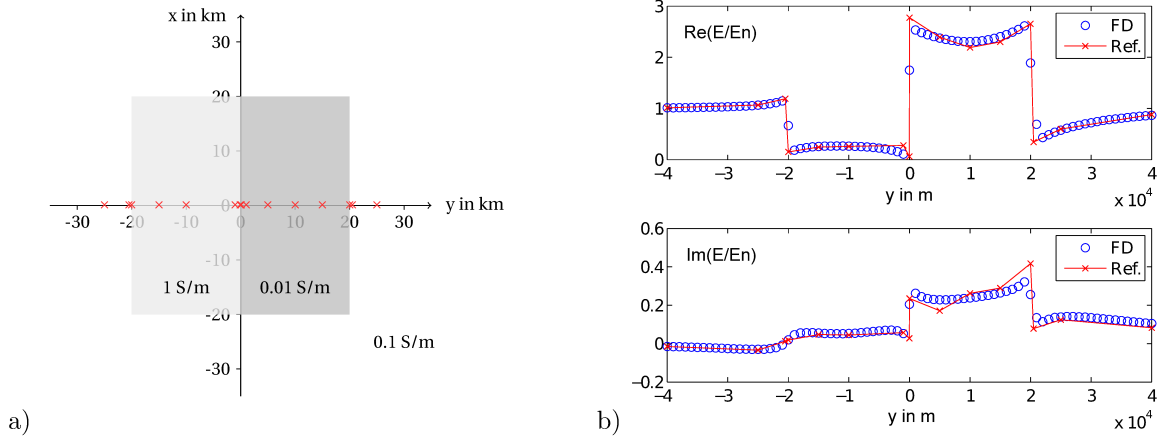 x in km
30
20
10
0
-30
-20
-10
0
10
20
30
y in km
-10
1 S/m
0.01 S/m
-20
0.1 S/m
-30
a)
Re(E/En)
FD
Ref.
3
2
1
0
−4
−3
−2
−1
0
1
2
3
4
y in m
x 10^4
Im(E/En)
FD
Ref.
0.6
0.4
0.2
0
−0.2
−4
−3
−2
−1
0
1
2
3
4
y in m
x 10^4
b)